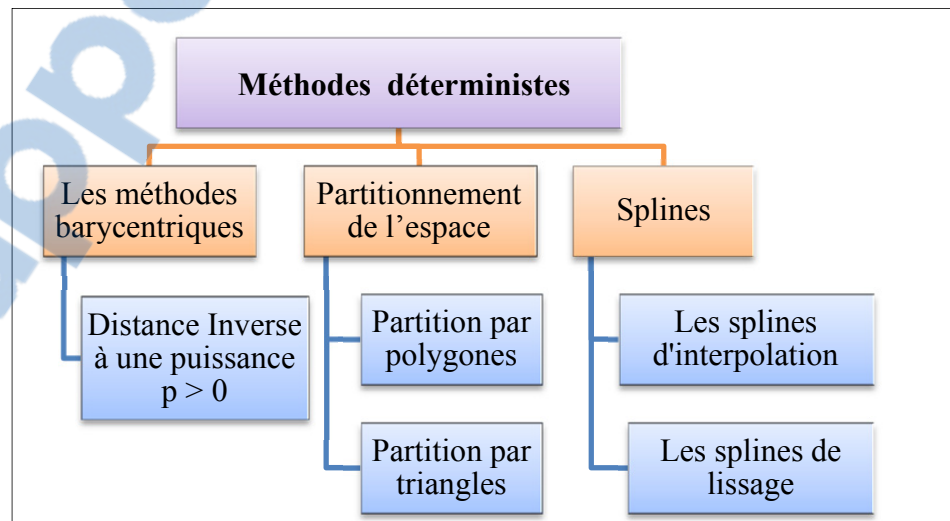 Méthodes déterministes
Les méthodes
barycentriques
Partitionnement
de l’espace
Splines
Distance Inverse
à une puissance
p > 0
Partition par
polygones
Les splines
d'interpolation
Partition par
triangles
Les splines de
lissage